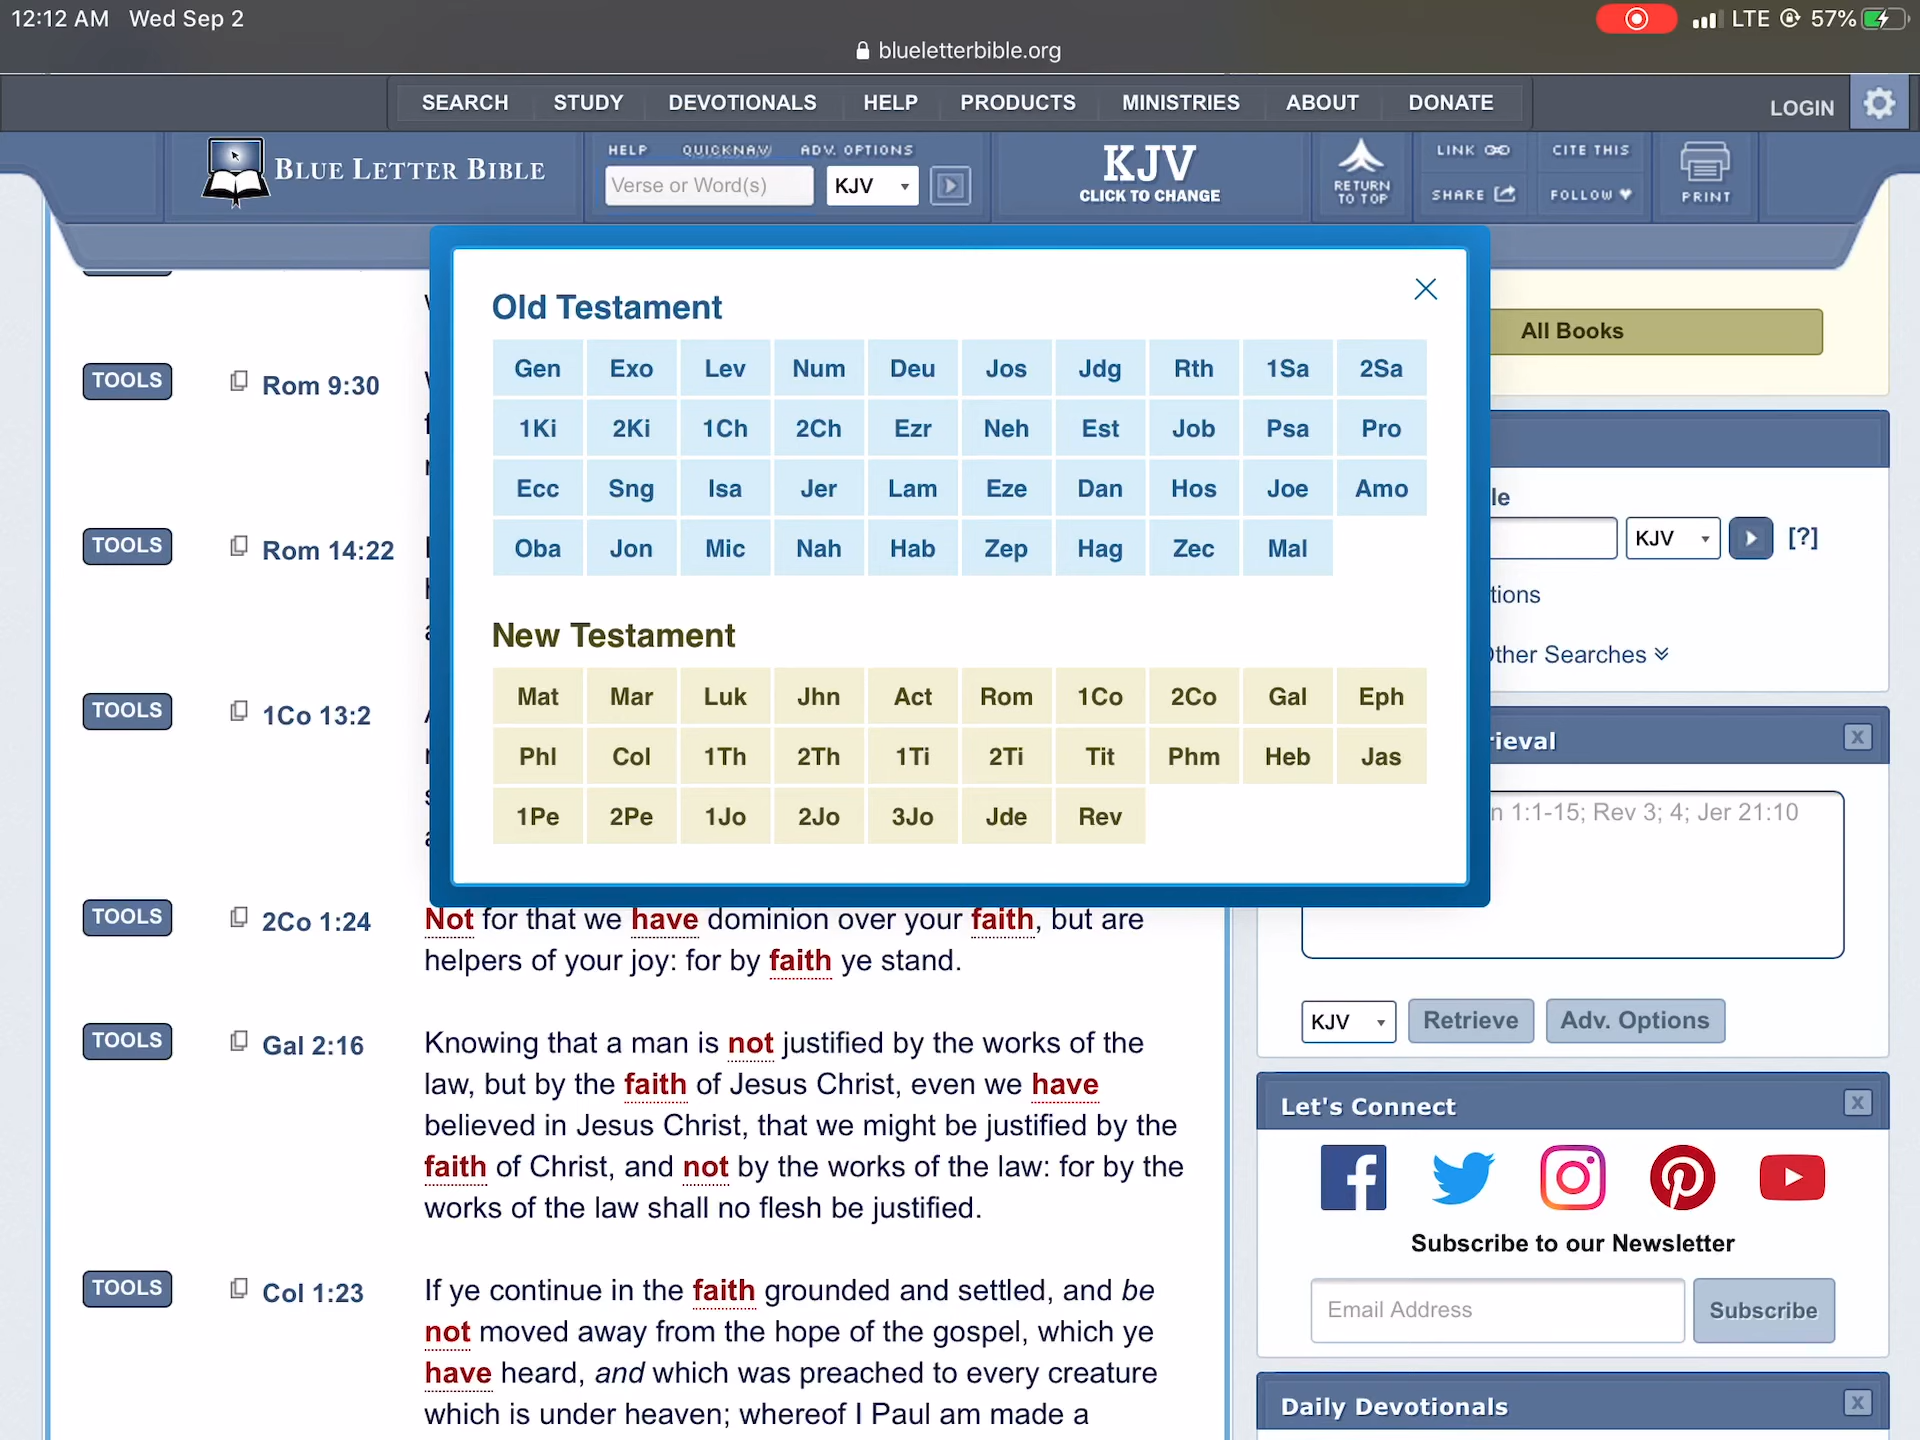 12:12 AM Wed Sep 2
LTE 57%
blueletterbible.org
SEARCH STUDY DEVOTIONALS HELP PRODUCTS MINISTRIES ABOUT DONATE LOGIN
BLUE LETTER BIBLE
HELP QUICKNAV ADV. OPTIONS
Verse or Word(s) KJV
KJV
CLICK TO CHANGE
RETURN TO TOP
LINK
SHARE
CITE THIS
FOLLOW
PRINT
Old Testament
Gen Exo Lev Num Deu Jos Jdg Rth 1Sa 2Sa
1Ki 2Ki 1Ch 2Ch Ezr Neh Est Job Psa Pro
Ecc Sng Isa Jer Lam Eze Dan Hos Joe Amo
Oba Jon Mic Nah Hab Zep Hag Zec Mal
New Testament
Mat Mar Luk Jhn Act Rom 1Co 2Co Gal Eph
Phl Col 1Th 2Th 1Ti 2Ti Tit Phm Heb Jas
1Pe 2Pe 1Jo 2Jo 3Jo Jde Rev
TOOLS Rom 9:30
TOOLS Rom 14:22
TOOLS 1Co 13:2
TOOLS 2Co 1:24 Not for that we have dominion over your faith, but are
helpers of your joy: for by faith ye stand.
TOOLS Gal 2:16 Knowing that a man is not justified by the works of the
law, but by the faith of Jesus Christ, even we have
believed in Jesus Christ, that we might be justified by the
faith of Christ, and not by the works of the law: for by the
works of the law shall no flesh be justified.
TOOLS Col 1:23 If ye continue in the faith grounded and settled, and be
not moved away from the hope of the gospel, which ye
have heard, and which was preached to every creature
which is under heaven; whereof I Paul am made a
All Books
le
KJV [?]
tions
ther Searches
rieval
n 1:1-15; Rev 3; 4; Jer 21:10
KJV Retrieve Adv. Options
Let's Connect
Subscribe to our Newsletter
Email Address Subscribe
Daily Devotionals